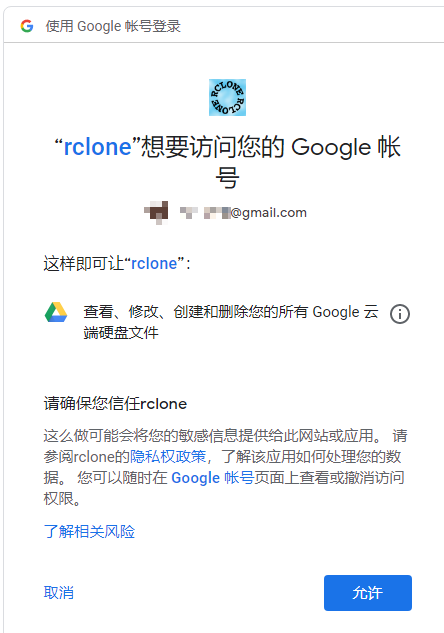 使用 Google 帐号登录
RCLONE RCLONE
“rclone”想要访问您的 Google 帐
号
@gmail.com
这样即可让“rclone”：
查看、修改、创建和删除您的所有 Google 云
端硬盘文件
请确保您信任rclone
这么做可能会将您的敏感信息提供给此网站或应用。 请
参阅rclone的隐私权政策，了解该应用如何处理您的数
据。 您可以随时在 Google 帐号页面上查看或撤消访问
权限。
了解相关风险
取消
允许